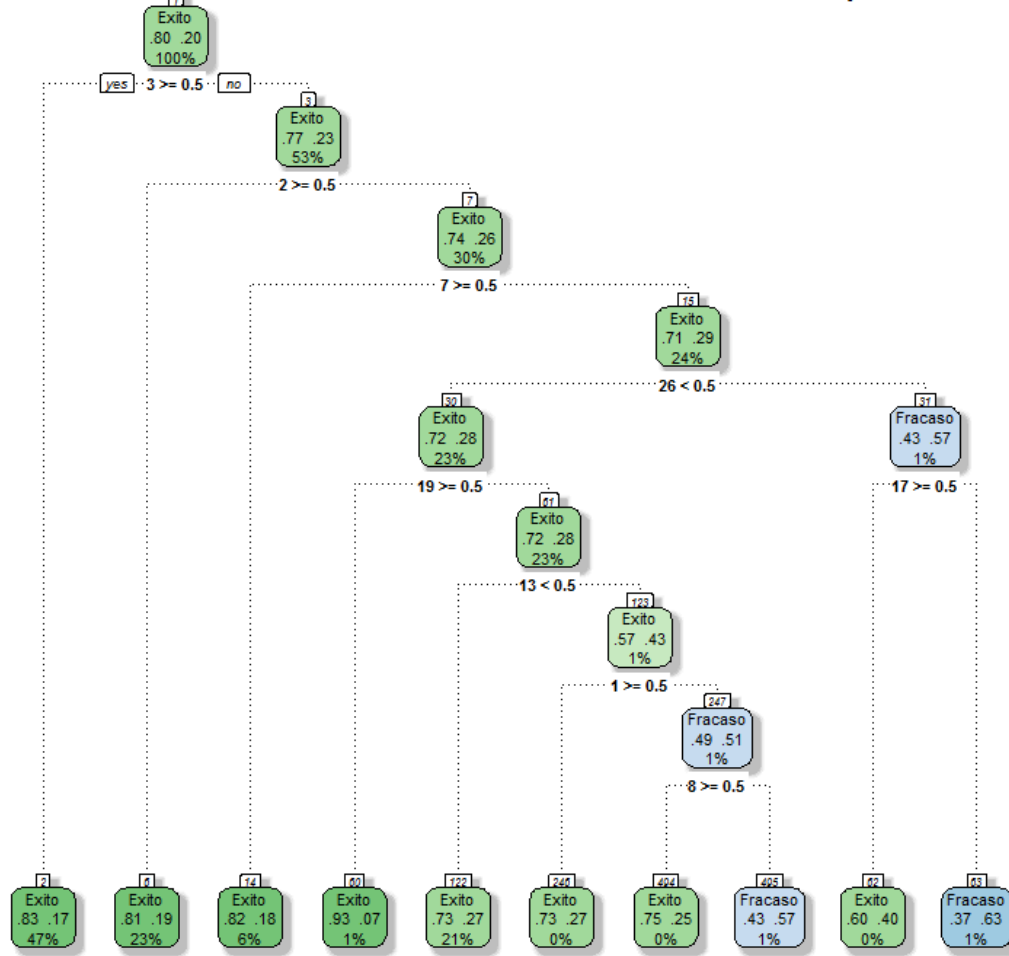 1
Exito
.80 .20
100%
yes 3 >= 0.5 no
3
Exito
.77 .23
53%
2 >= 0.5
7
Exito
.74 .26
30%
7 >= 0.5
15
Exito
.71 .29
24%
26 < 0.5
30 31
Exito Fracaso
.72 .28 .43 .57
23% 1%
19 >= 0.5 17 >= 0.5
61
Exito
.72 .28
23%
13 < 0.5
123
Exito
.57 .43
1%
1 >= 0.5
247
Fracaso
.49 .51
1%
8 >= 0.5
2 6 14 60 122 246 494 495 62 63
Exito Exito Exito Exito Exito Exito Exito Fracaso Exito Fracaso
.83 .17 .81 .19 .82 .18 .93 .07 .73 .27 .73 .27 .75 .25 .43 .57 .60 .40 .37 .63
47% 23% 6% 1% 21% 0% 0% 1% 0% 1%